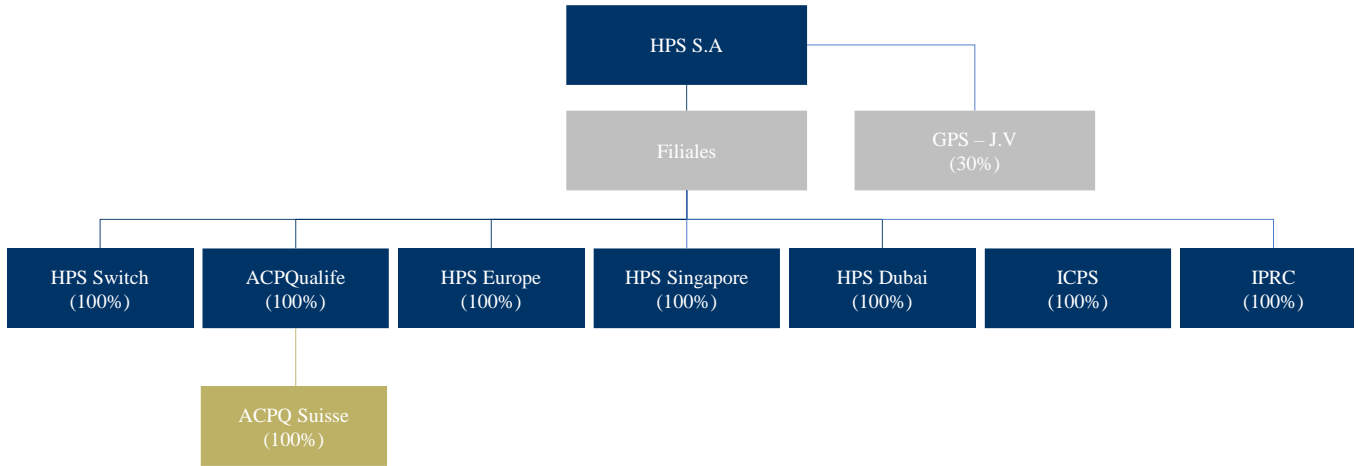 HPS S.A
Filiales
GPS – J.V
(30%)
HPS Switch
(100%)
ACPQualife
(100%)
HPS Europe
(100%)
HPS Singapore
(100%)
HPS Dubai
(100%)
ICPS
(100%)
IPRC
(100%)
ACPQ Suisse
(100%)